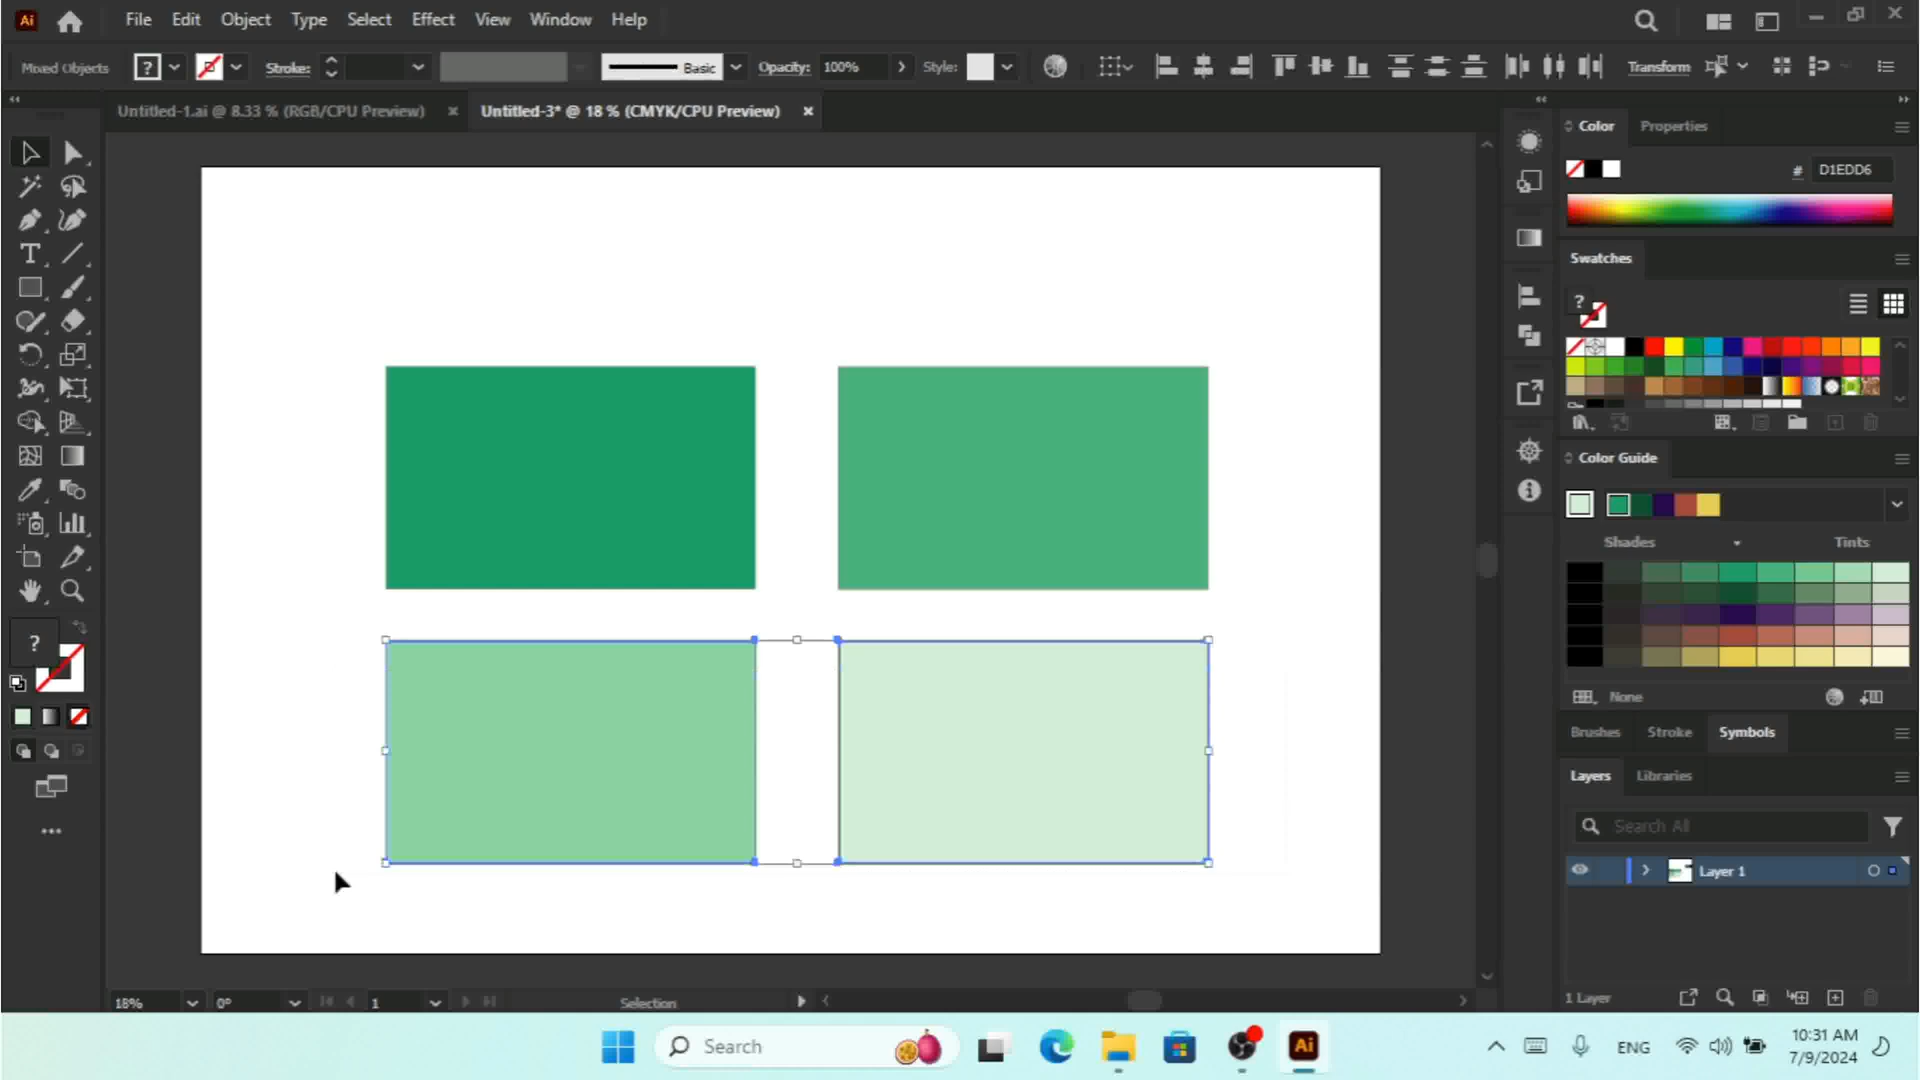 Ai File Edit Object Type Select Effect View Window Help
Mixed Objects ? Stroke: Basic Opacity: 100% Style: Transform
Untitled-1.ai @ 8.33 % (RGB/CPU Preview) × Untitled-3* @ 18 % (CMYK/CPU Preview) ×
Color Properties
# D1EDD6
Swatches
?
Color Guide
Shades Tints
?
None
Brushes Stroke Symbols
Layers Libraries
Search All
Layer 1
18% 0° 1 Selection 1 Layer
Search Ai ENG 10:31 AM
7/9/2024